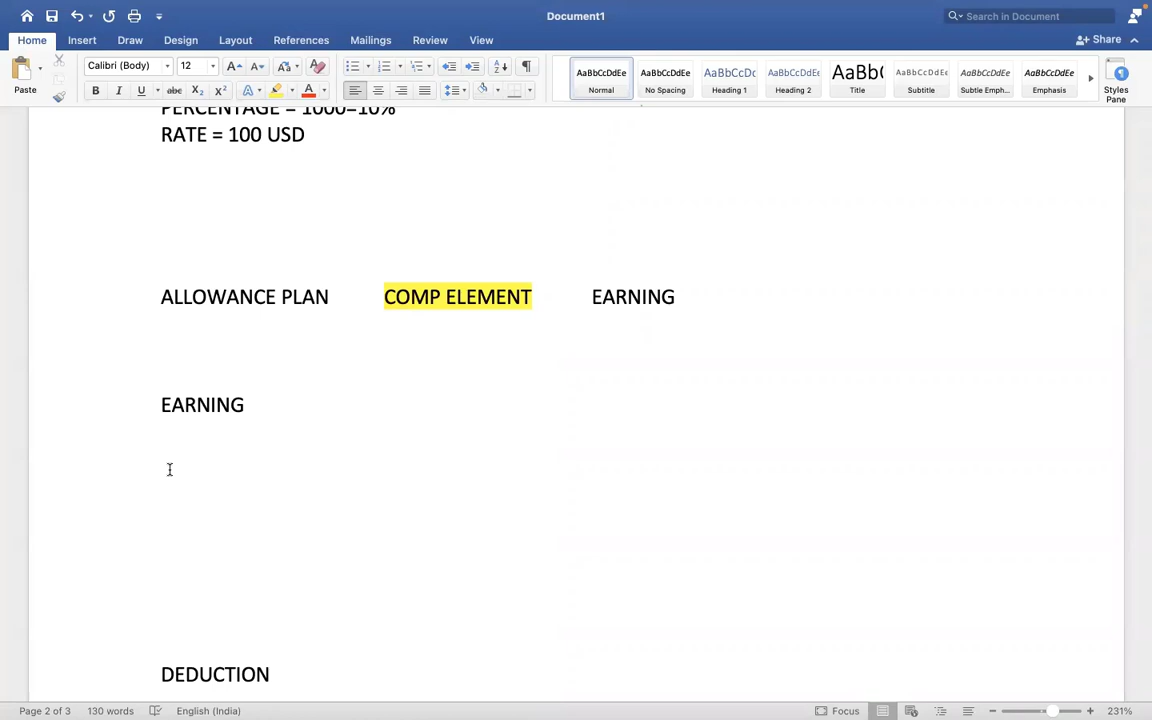 Document1
Search in Document
Home Insert Draw Design Layout References Mailings Review View
Share
Paste
Calibri (Body) 12
AaBbCcDdEe AaBbCcDdEe AaBbCcDc AaBbCcDdEe AaBb( AaBbCcDdEe AaBbCcDdEe AaBbCcDdEe
Normal No Spacing Heading 1 Heading 2 Title Subtitle Subtle Emph... Emphasis
Styles Pane
PERCENTAGE = 1000=10%
RATE = 100 USD
ALLOWANCE PLAN COMP ELEMENT EARNING
EARNING
DEDUCTION
Page 2 of 3 130 words English (India) Focus 231%